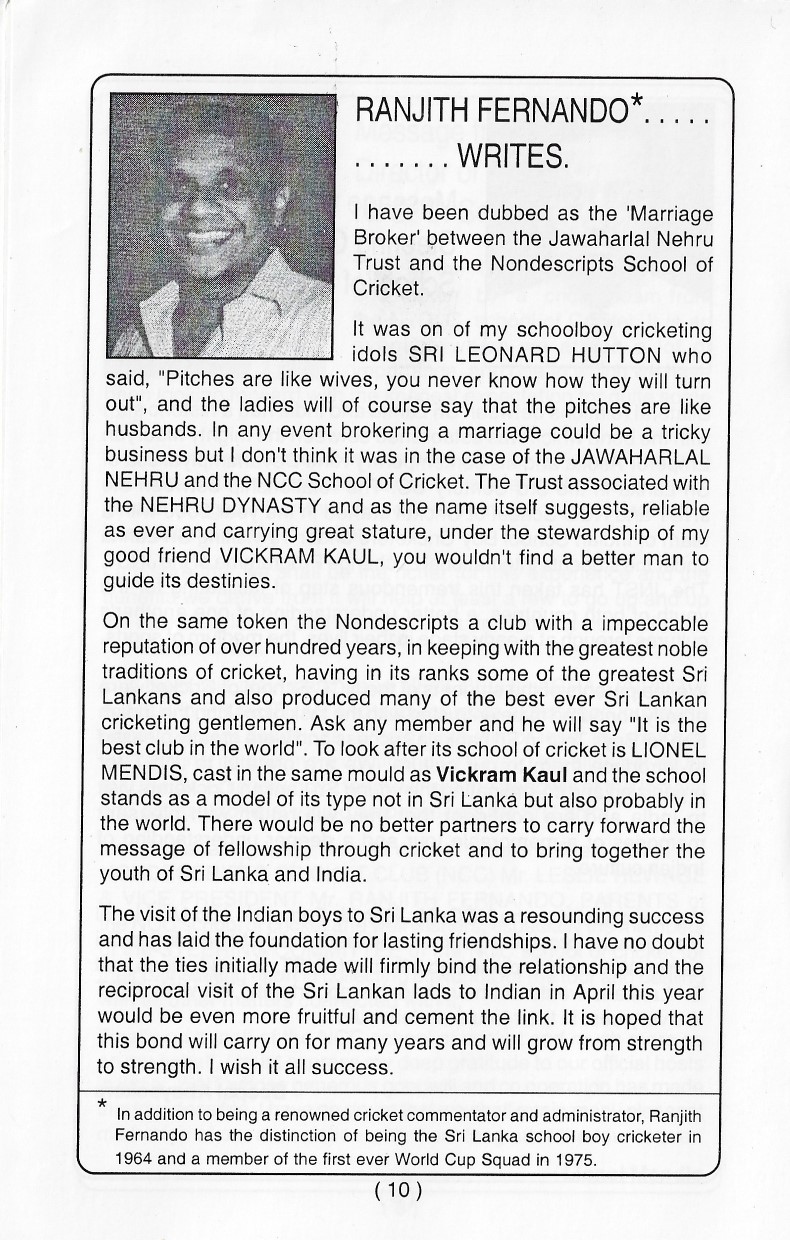 RANJITH FERNANDO*.....
....... WRITES.
I have been dubbed as the 'Marriage
Broker' between the Jawaharlal Nehru
Trust and the Nondescripts School of
Cricket.
It was on of my schoolboy cricketing
idols SRI LEONARD HUTTON who
said, "Pitches are like wives, you never know how they will turn
out", and the ladies will of course say that the pitches are like
husbands. In any event brokering a marriage could be a tricky
business but I don't think it was in the case of the JAWAHARLAL
NEHRU and the NCC School of Cricket. The Trust associated with
the NEHRU DYNASTY and as the name itself suggests, reliable
as ever and carrying great stature, under the stewardship of my
good friend VICKRAM KAUL, you wouldn't find a better man to
guide its destinies.
On the same token the Nondescripts a club with a impeccable
reputation of over hundred years, in keeping with the greatest noble
traditions of cricket, having in its ranks some of the greatest Sri
Lankans and also produced many of the best ever Sri Lankan
cricketing gentlemen. Ask any member and he will say "It is the
best club in the world". To look after its school of cricket is LIONEL
MENDIS, cast in the same mould as Vickram Kaul and the school
stands as a model of its type not in Sri Lanka but also probably in
the world. There would be no better partners to carry forward the
message of fellowship through cricket and to bring together the
youth of Sri Lanka and India.
The visit of the Indian boys to Sri Lanka was a resounding success
and has laid the foundation for lasting friendships. I have no doubt
that the ties initially made will firmly bind the relationship and the
reciprocal visit of the Sri Lankan lads to Indian in April this year
would be even more fruitful and cement the link. It is hoped that
this bond will carry on for many years and will grow from strength
to strength. I wish it all success.
* In addition to being a renowned cricket commentator and administrator, Ranjith
Fernando has the distinction of being the Sri Lanka school boy cricketer in
1964 and a member of the first ever World Cup Squad in 1975.
( 10 )